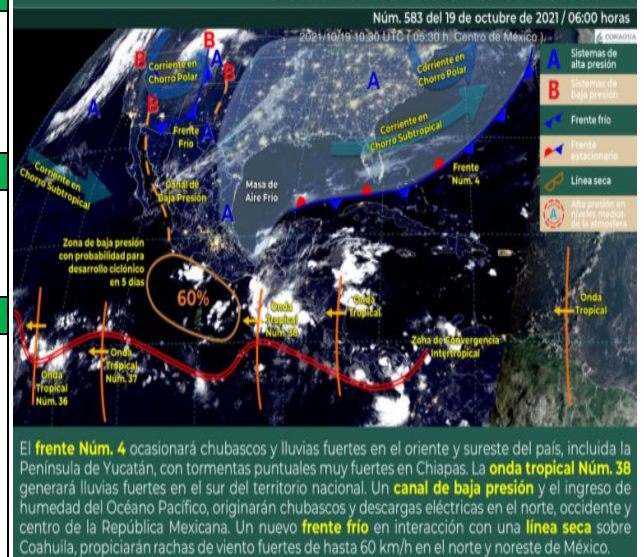 Núm. 583 del 19 de octubre de 2021 / 06:00 horas
2021/10/19 10:30 UTC ( 05:30 h. Centro de México )
CONAGUA
A Sistemas de
alta presión
B Sistemas de
baja presión
Frente frío
Frente
estacionario
Línea seca
A Alta presión en
niveles medios
de la atmósfera
B
B
B
B
A
A
A
A
A
Corriente en
Chorro Polar
Corriente en
Chorro Polar
Corriente en
Chorro Subtropical
Corriente en
Chorro Subtropical
Frente
Frío
Canal de
Baja Presión
Masa de
Aire Frío
Frente
Núm. 4
Zona de baja presión
con probabilidad para
desarrollo ciclónico
en 5 días
60%
Onda
Tropical
Núm. 38
Onda
Tropical
Onda
Tropical
Zona de Convergencia
Intertropical
Onda
Tropical
Núm. 37
Onda
Tropical
Núm. 36
El frente Núm. 4 ocasionará chubascos y lluvias fuertes en el oriente y sureste del país, incluida la
Península de Yucatán, con tormentas puntuales muy fuertes en Chiapas. La onda tropical Núm. 38
generará lluvias fuertes en el sur del territorio nacional. Un canal de baja presión y el ingreso de
humedad del Océano Pacífico, originarán chubascos y descargas eléctricas en el norte, occidente y
centro de la República Mexicana. Un nuevo frente frío en interacción con una línea seca sobre
Coahuila, propiciarán rachas de viento fuertes de hasta 60 km/h en el norte y noreste de México.